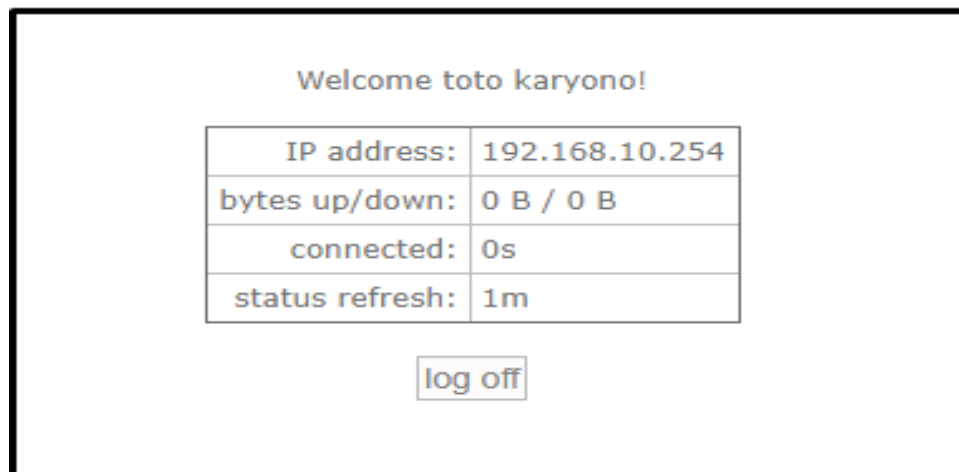 Welcome toto karyono!
IP address: 192.168.10.254
bytes up/down: 0 B / 0 B
connected: 0s
status refresh: 1m
log off